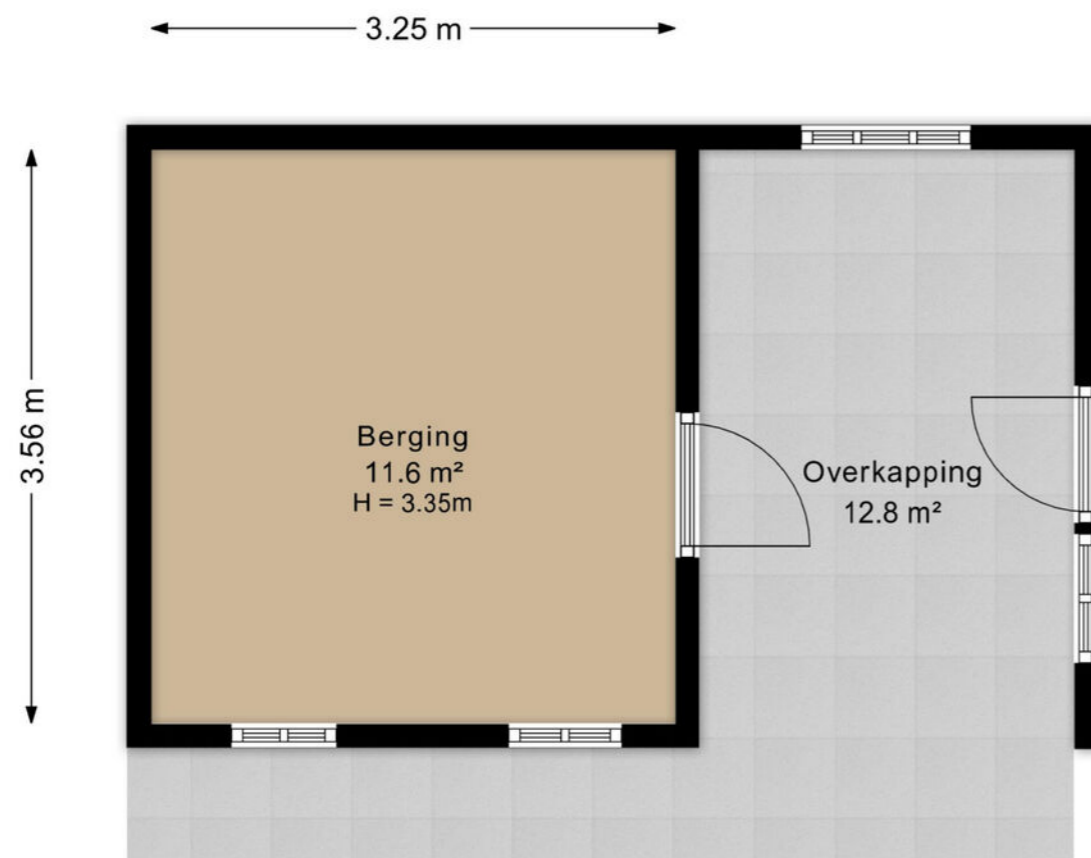 3.25 m
3.56 m
Berging
11.6 m²
H = 3.35m
Overkapping
12.8 m²